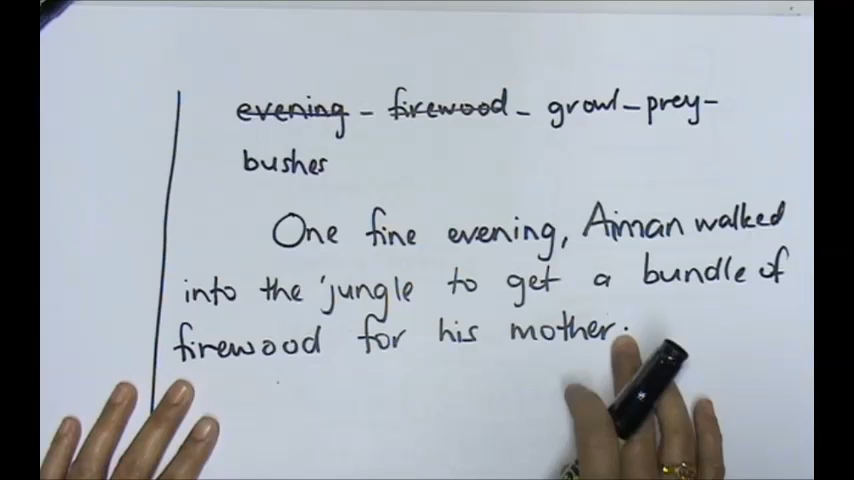 evening - firewood - growl - prey -
bushes
One fine evening, Aiman walked
into the jungle to get a bundle of
firewood for his mother.